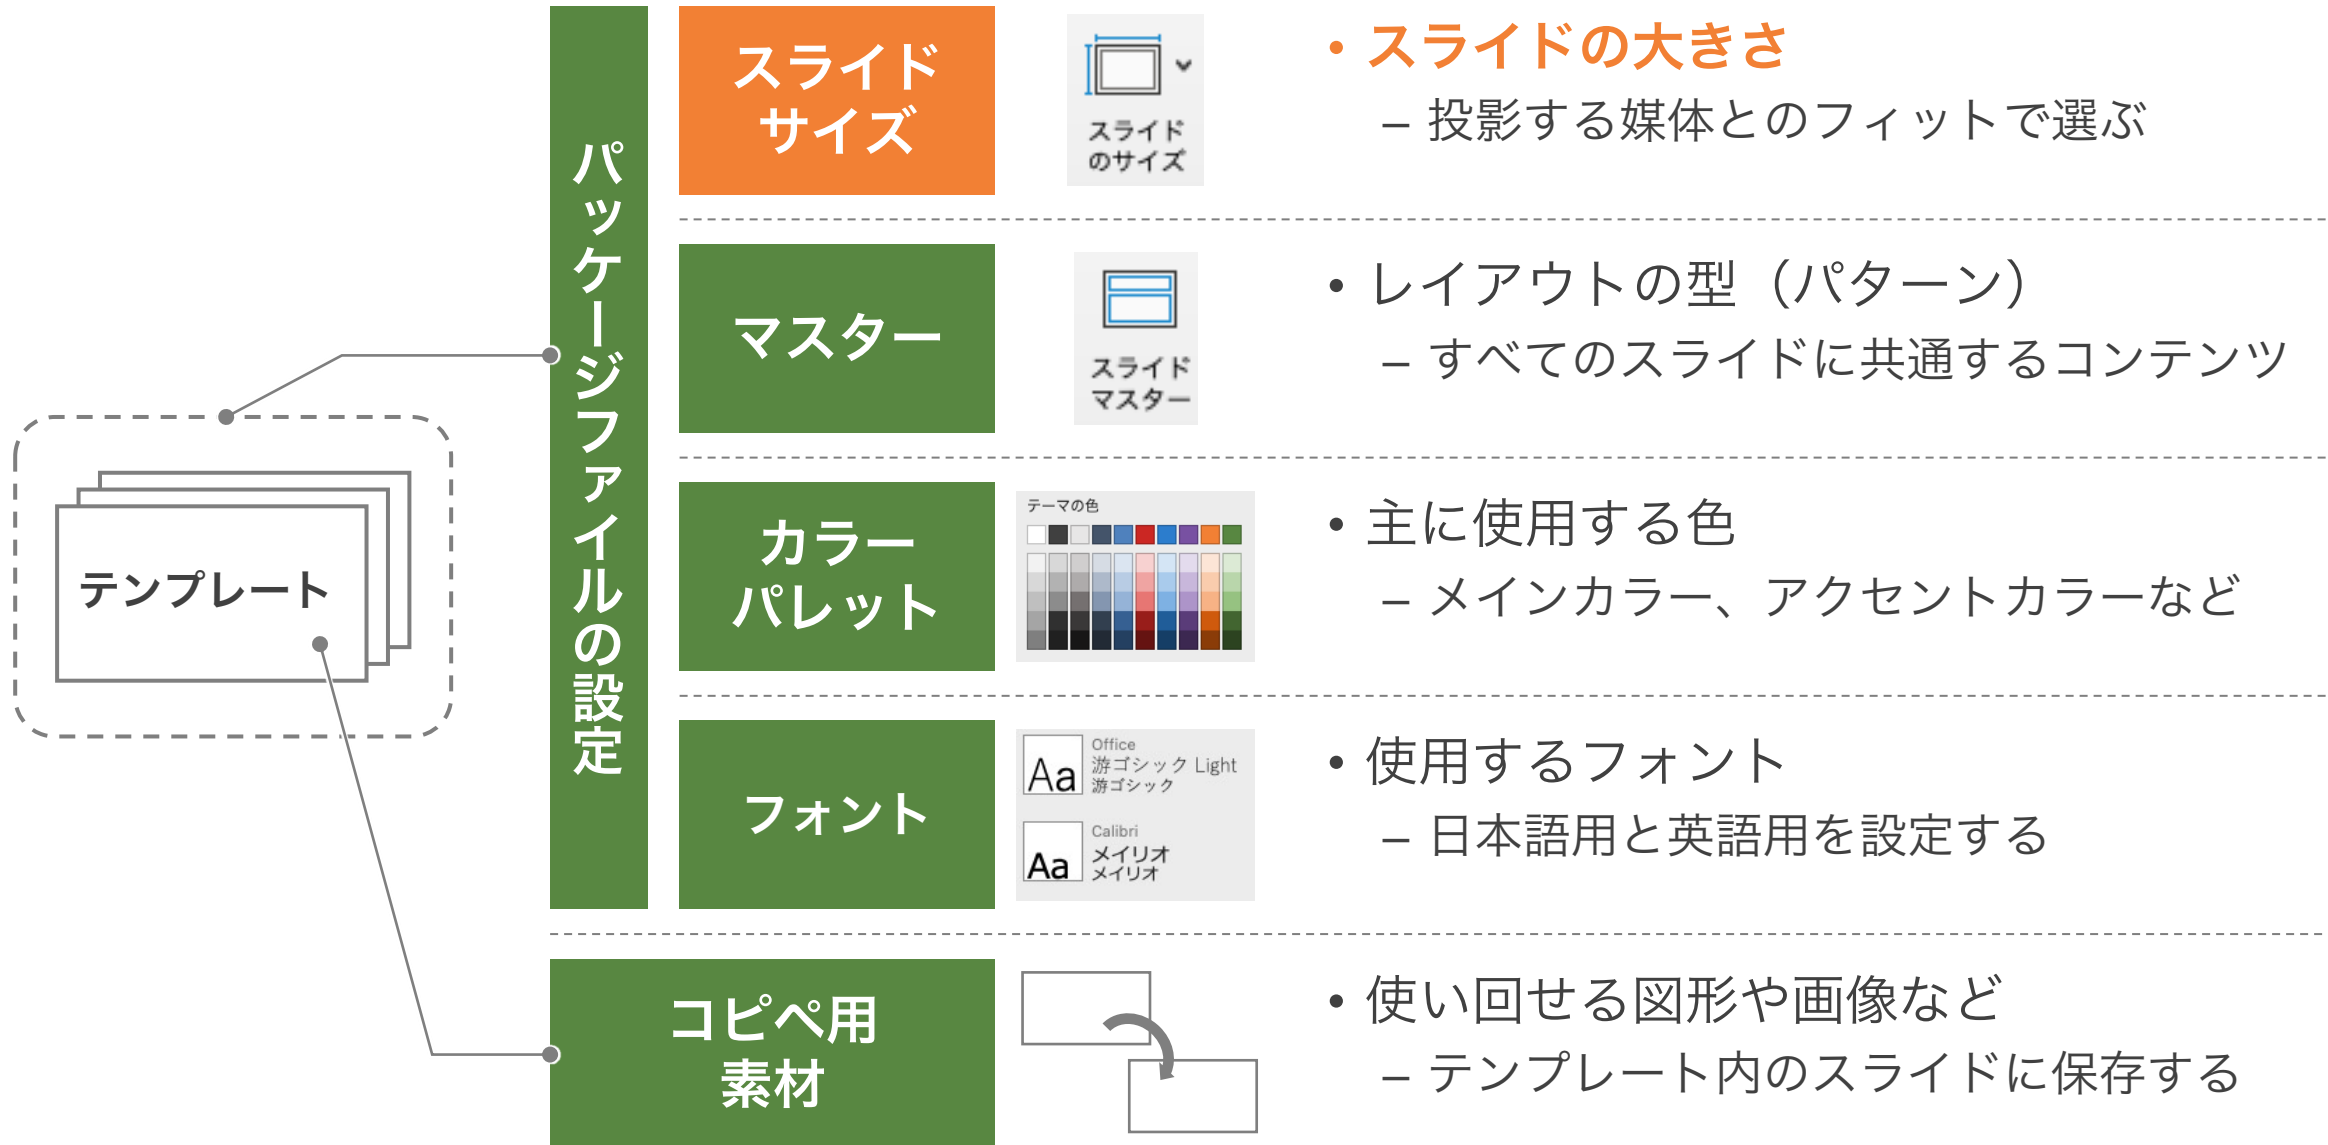 テンプレート
パッケージファイルの設定
スライド
サイズ
スライド
のサイズ
• スライドの大きさ
– 投影する媒体とのフィットで選ぶ
マスター
スライド
マスター
• レイアウトの型（パターン）
– すべてのスライドに共通するコンテンツ
カラー
パレット
テーマの色
• 主に使用する色
– メインカラー、アクセントカラーなど
フォント
Aa
Office
游ゴシック Light
游ゴシック
Aa
Calibri
メイリオ
メイリオ
• 使用するフォント
– 日本語用と英語用を設定する
コピペ用
素材
• 使い回せる図形や画像など
– テンプレート内のスライドに保存する